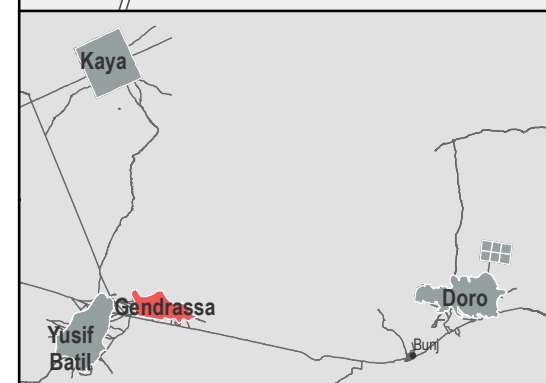 Kaya
Gendrassa
Doro
Yusif
Batil
Bunj